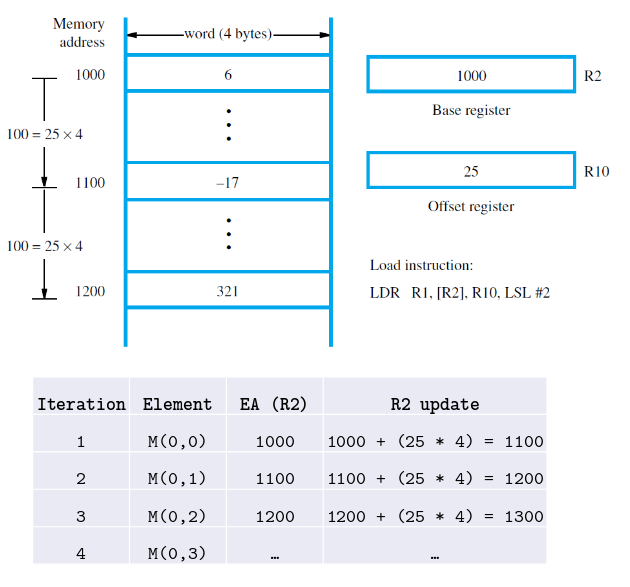 Memory
address
word (4 bytes)
1000
6
1000
R2
Base register
100 = 25 × 4
1100
–17
25
R10
Offset register
100 = 25 × 4
Load instruction:
1200
321
LDR R1, [R2], R10, LSL #2
Iteration Element EA (R2) R2 update
1 M(0,0) 1000 1000 + (25 * 4) = 1100
2 M(0,1) 1100 1100 + (25 * 4) = 1200
3 M(0,2) 1200 1200 + (25 * 4) = 1300
4 M(0,3) … …